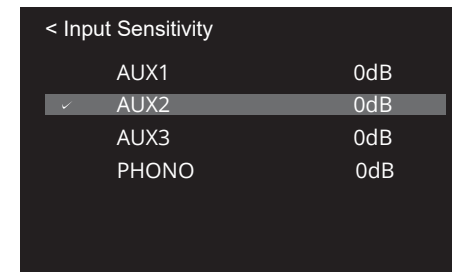 < Input Sensitivity
AUX1 0dB
✓ AUX2 0dB
AUX3 0dB
PHONO 0dB